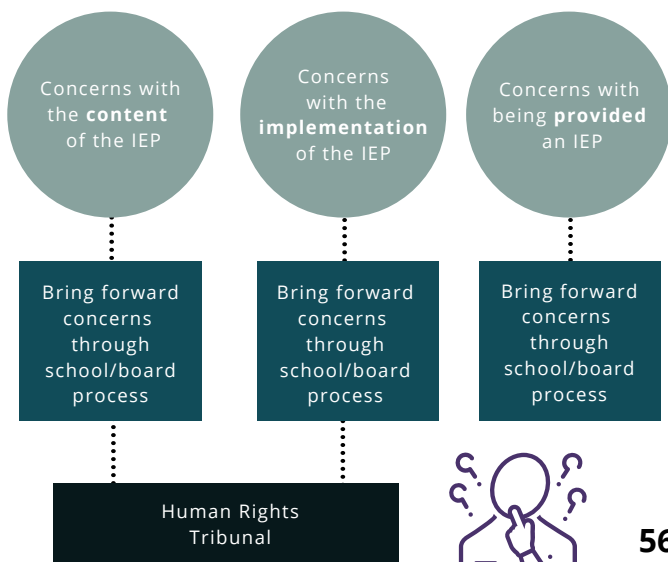 Concerns with
the content
of the IEP
Concerns
with the
implementation
of the IEP
Concerns with
being provided
an IEP
Bring forward
concerns
through
school/board
process
Bring forward
concerns
through
school/board
process
Bring forward
concerns
through
school/board
process
Human Rights
Tribunal
56